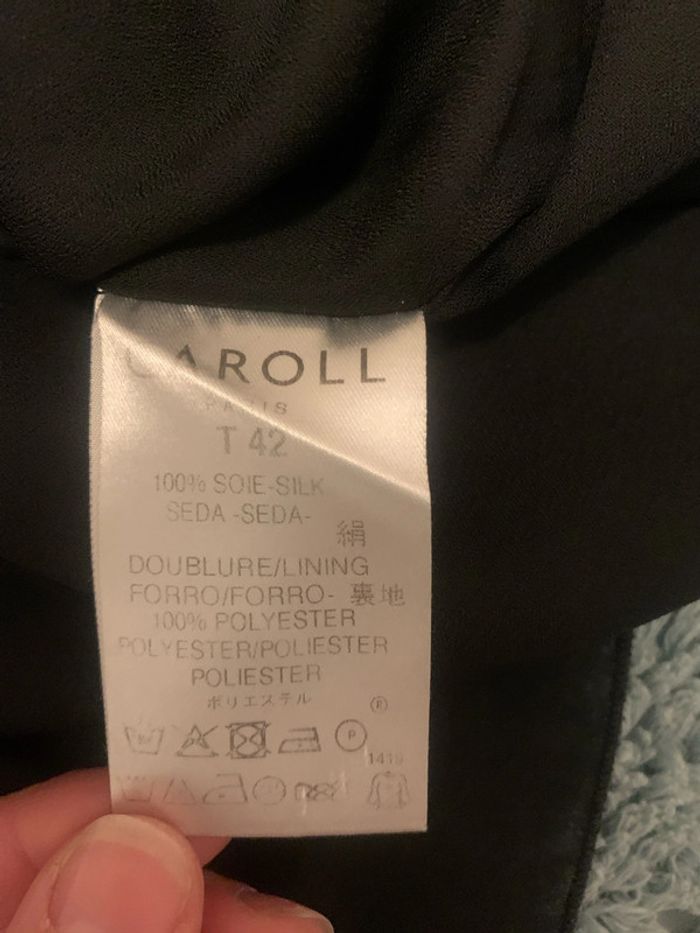 CAROLL
PARIS
T 42
100% SOIE-SILK
SEDA -SEDA-
絹
DOUBLURE/LINING
FORRO/FORRO- 裏地
100% POLYESTER
POLYESTER/POLIESTER
POLIESTER
ポリエステル
®
P
1419